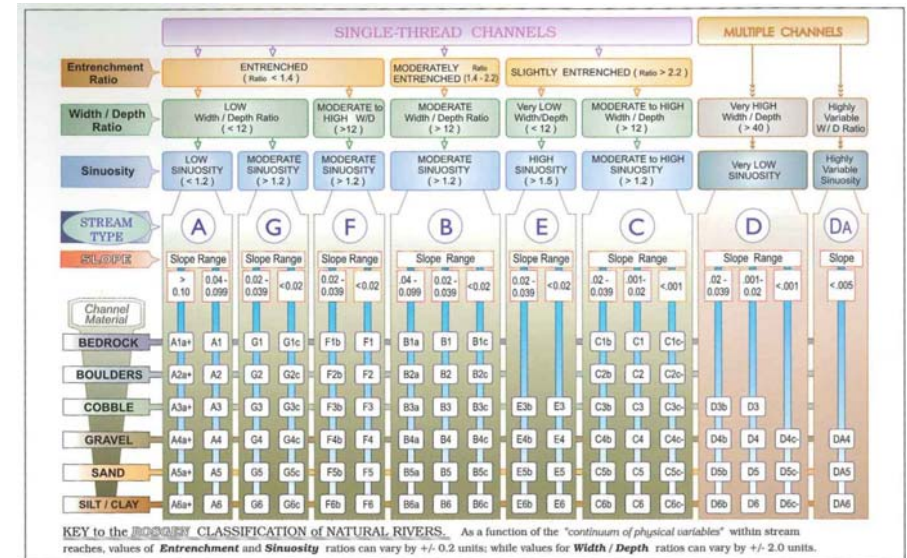 SINGLE-THREAD CHANNELS MULTIPLE CHANNELS
Entrenchment Ratio
ENTRENCHED ( Ratio < 1.4 )
MODERATELY ENTRENCHED Ratio (1.4 - 2.2)
SLIGHTLY ENTRENCHED ( Ratio > 2.2 )
Width / Depth Ratio
LOW Width / Depth Ratio ( < 12 )
MODERATE to HIGH W/D ( >12 )
MODERATE Width / Depth Ratio ( > 12 )
Very LOW Width/Depth ( < 12 )
MODERATE to HIGH Width / Depth ( > 12 )
Very HIGH Width / Depth ( > 40 )
Highly Variable W / D Ratio
Sinuosity
LOW SINUOSITY ( < 1.2 )
MODERATE SINUOSITY ( > 1.2 )
MODERATE SINUOSITY ( > 1.2 )
MODERATE SINUOSITY ( > 1.2 )
HIGH SINUOSITY ( > 1.5 )
MODERATE to HIGH SINUOSITY ( > 1.2 )
Very LOW SINUOSITY
Highly Variable Sinuosity
STREAM TYPE A G F B E C D DA
SLOPE Slope Range Slope Range Slope Range Slope Range Slope Range Slope Range Slope Range Slope
> 0.10 0.04 - 0.099 0.02 - 0.039 <0.02 0.02 - 0.039 <0.02 .04 - 0.099 0.02 - 0.039 <0.02 0.02 - 0.039 <0.02 .02 - 0.039 .001- 0.02 <.001 .02 - 0.039 .001- 0.02 <.001 <.005
Channel Material
BEDROCK A1a+ A1 G1 G1c F1b F1 B1a B1 B1c C1b C1 C1c-
BOULDERS A2a+ A2 G2 G2c F2b F2 B2a B2 B2c C2b C2 C2c-
COBBLE A3a+ A3 G3 G3c F3b F3 B3a B3 B3c E3b E3 C3b C3 C3c- D3b D3
GRAVEL A4a+ A4 G4 G4c F4b F4 B4a B4 B4c E4b E4 C4b C4 C4c- D4b D4 D4c- DA4
SAND A5a+ A5 G5 G5c F5b F5 B5a B5 B5c E5b E5 C5b C5 C5c- D5b D5 D5c- DA5
SILT / CLAY A6a+ A6 G6 G6c F6b F6 B6a B6 B6c E6b E6 C6b C6 C6c- D6b D6 D6c- DA6
KEY to the ROSGEN CLASSIFICATION of NATURAL RIVERS. As a function of the "continuum of physical variables" within stream
reaches, values of Entrenchment and Sinuosity ratios can vary by +/- 0.2 units; while values for Width / Depth ratios can vary by +/- 2.0 units.